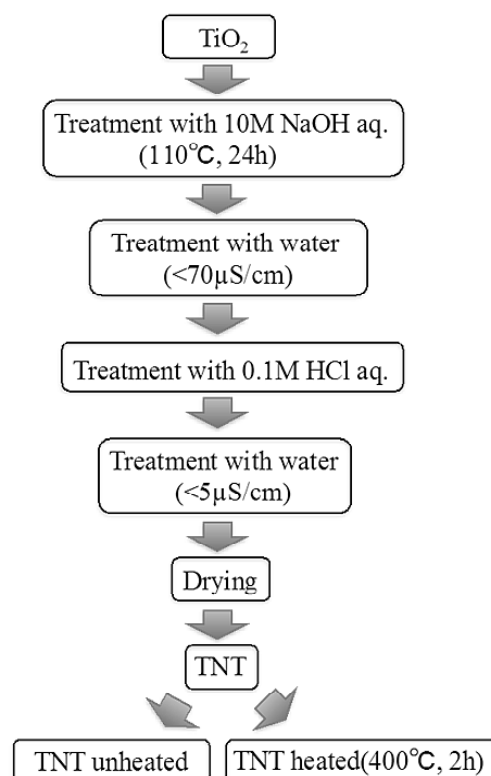 TiO₂
Treatment with 10M NaOH aq.
(110℃, 24h)
Treatment with water
(<70μS/cm)
Treatment with 0.1M HCl aq.
Treatment with water
(<5μS/cm)
Drying
TNT
TNT unheated
TNT heated(400℃, 2h)